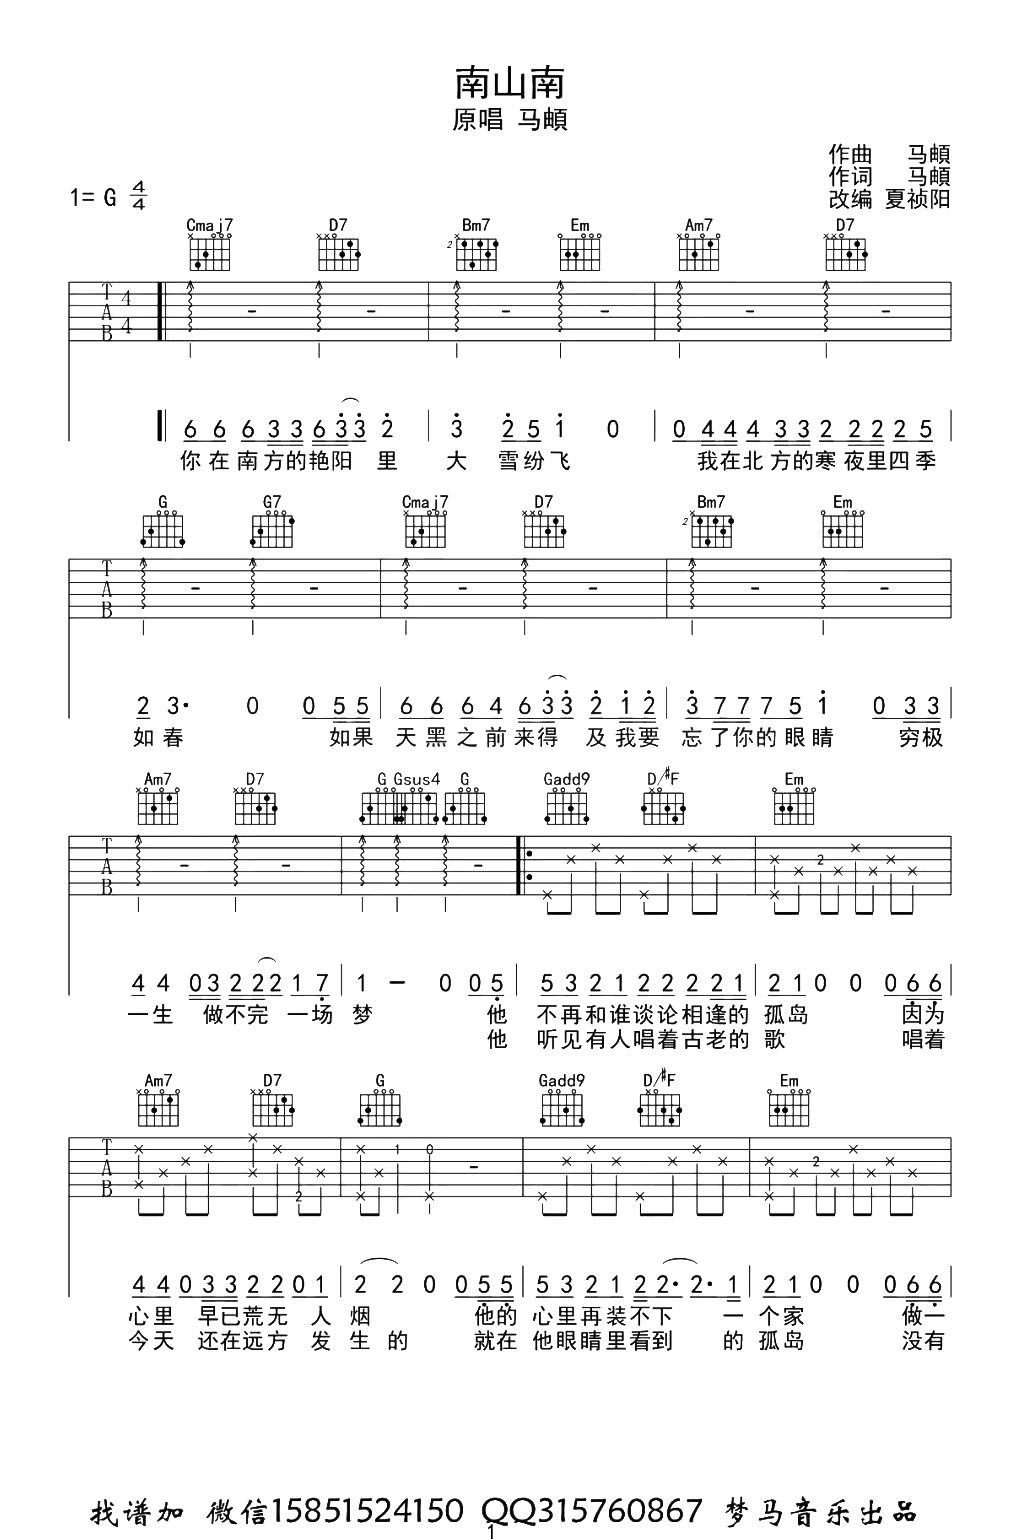 南山南
原唱 马頔
作曲 马頔
作词 马頔
1= G 4/4 改编 夏祯阳
Cmaj7 D7 Bm7 Em Am7 D7
2
T A B 4 4
6 6 6 3 3 6 3 3 2 3 2 5 1 0 0 4 4 4 3 3 2 2 2 2 5
你在南方的艳阳 里 大 雪纷飞 我在北方的寒夜里四季
G G7 Cmaj7 D7 Bm7 Em
2
T A B
2 3· 0 0 5 5 6 6 6 4 6 3 3 2 1 2 3 7 7 7 5 1 0 3 3
如春 如果 天黑之前来得 及我要 忘了你的眼睛 穷极
Am7 D7 G Gsus4 G Gadd9 D/#F Em
T A B 2
4 4 0 3 2 2 2 1 7 1 – 0 0 5 5 3 2 1 2 2 2 2 1 2 1 0 0 0 6 6
一生 做不完 一场 梦 他 不再和谁谈论相逢的 孤岛 因为
他 听见有人唱着古老的 歌 唱着
Am7 D7 G Gadd9 D/#F Em
T A B 2 1 0 2
4 4 0 3 3 2 2 0 1 2 2 0 0 5 5 5 3 2 1 2 2· 2· 1 2 1 0 0 0 6 6
心里 早已荒无 人 烟 他的 心里再装不下 一 个家 做一
今天 还在远方 发 生的 就在 他眼睛里看到 的 孤岛 没有
找谱加 微信15851524150 QQ315760867 梦马音乐出品
1